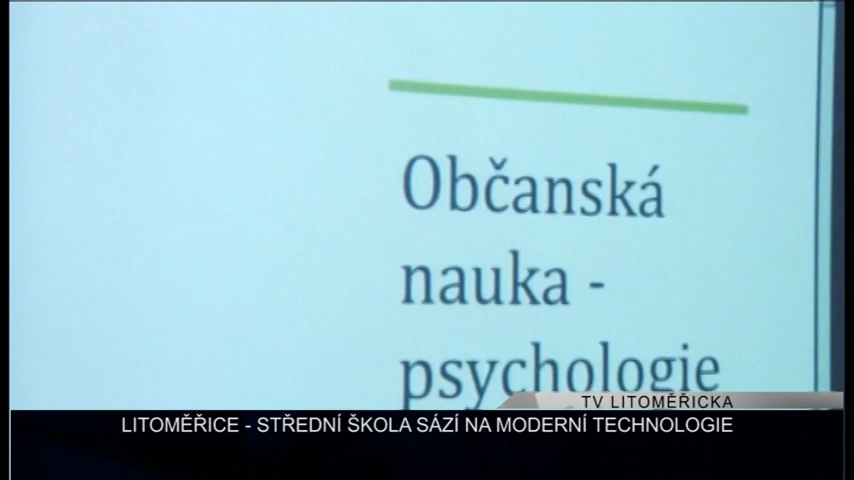 Občanská
nauka -
psychologie
TV LITOMĚŘICKA
LITOMĚŘICE - STŘEDNÍ ŠKOLA SÁZÍ NA MODERNÍ TECHNOLOGIE